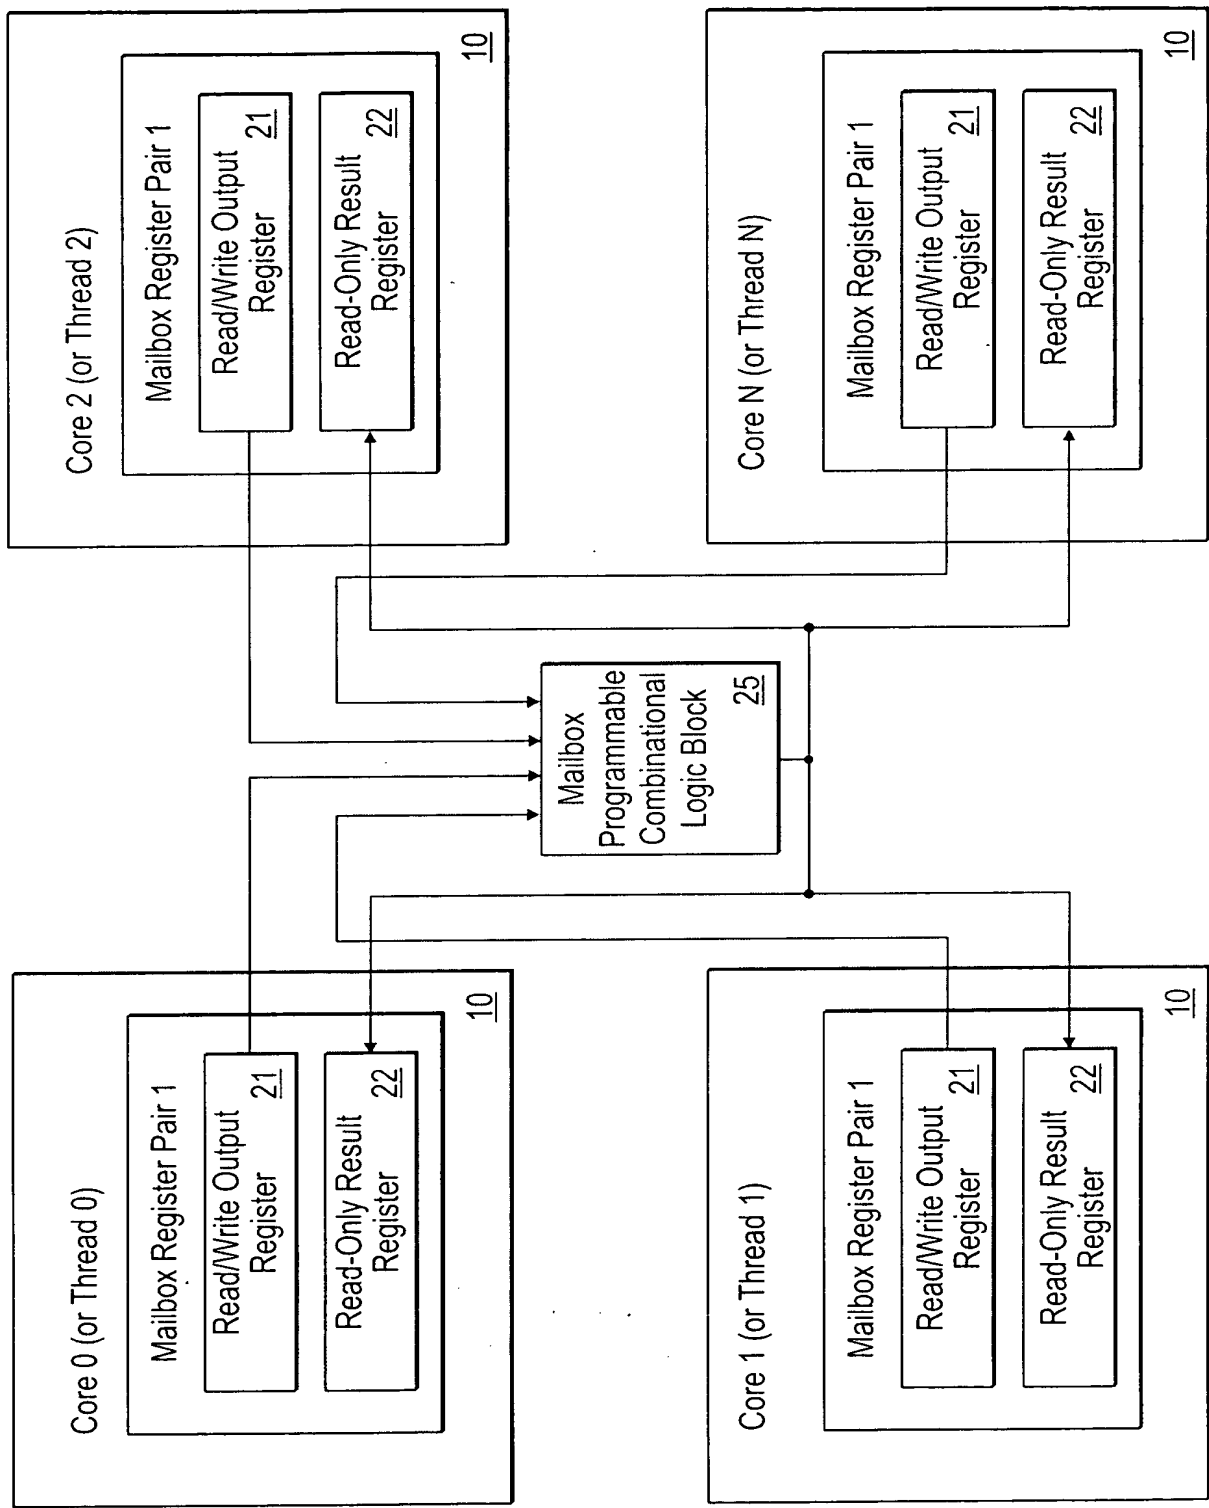 Core 0 (or Thread 0)
Mailbox Register Pair 1
Read/Write Output
Register
21
Read-Only Result
Register
22
10
Core 2 (or Thread 2)
Mailbox Register Pair 1
Read/Write Output
Register
21
Read-Only Result
Register
22
10
Mailbox
Programmable
Combinational
Logic Block
25
Core 1 (or Thread 1)
Mailbox Register Pair 1
Read/Write Output
Register
21
Read-Only Result
Register
22
10
Core N (or Thread N)
Mailbox Register Pair 1
Read/Write Output
Register
21
Read-Only Result
Register
22
10